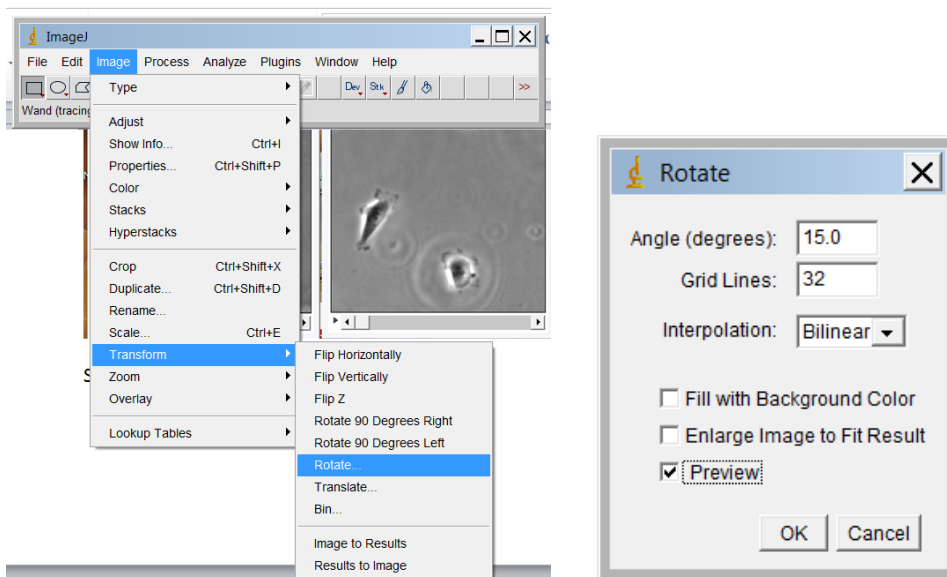 ImageJ
File Edit Image Process Analyze Plugins Window Help
Dev Stk >>
Wand (tracing
Type
Adjust
Show Info... Ctrl+I
Properties... Ctrl+Shift+P
Color
Stacks
Hyperstacks
Crop Ctrl+Shift+X
Duplicate... Ctrl+Shift+D
Rename...
Scale... Ctrl+E
Transform
Zoom
Overlay
Lookup Tables
Flip Horizontally
Flip Vertically
Flip Z
Rotate 90 Degrees Right
Rotate 90 Degrees Left
Rotate...
Translate...
Bin...
Image to Results
Results to Image
Rotate
Angle (degrees): 15.0
Grid Lines: 32
Interpolation: Bilinear
Fill with Background Color
Enlarge Image to Fit Result
Preview
OK Cancel